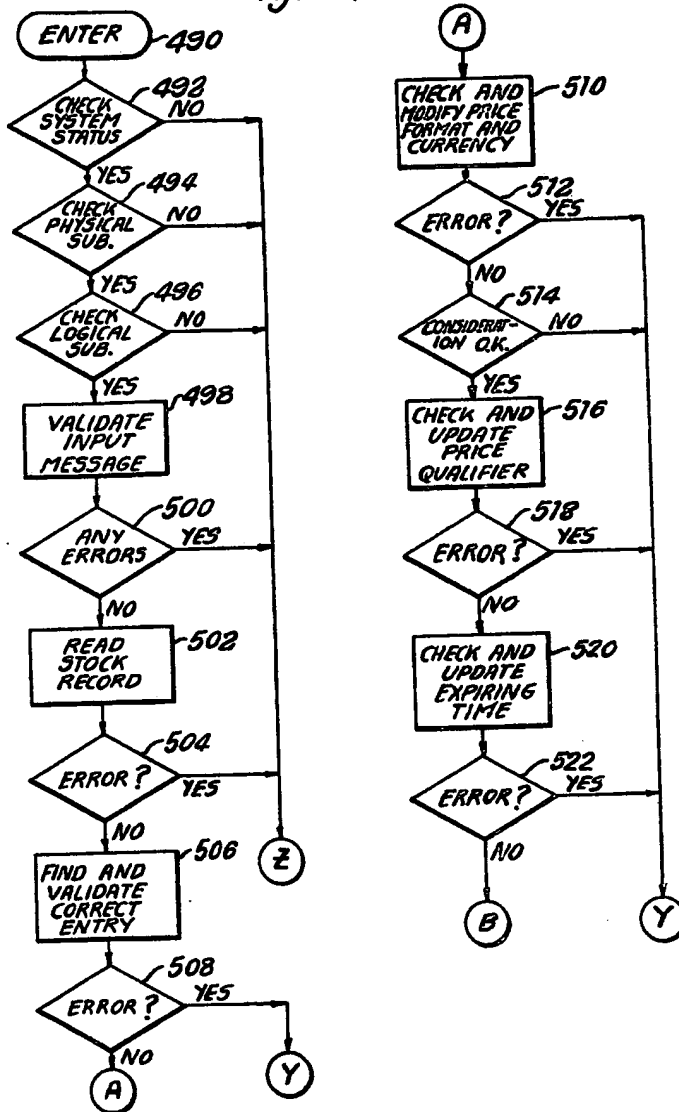 ENTER
490
492
CHECK
SYSTEM
STATUS
NO
YES
494
CHECK
PHYSICAL
SUB.
NO
YES
496
CHECK
LOGICAL
SUB.
NO
YES
498
VALIDATE
INPUT
MESSAGE
500
ANY
ERRORS
YES
NO
502
READ
STOCK
RECORD
504
ERROR?
YES
NO
506
Z
FIND AND
VALIDATE
CORRECT
ENTRY
508
ERROR?
YES
NO
A
Y
A
510
CHECK AND
MODIFY PRICE
FORMAT AND
CURRENCY
512
ERROR?
YES
NO
514
CONSIDERAT-
ION O.K.
NO
YES
516
CHECK AND
UPDATE
PRICE
QUALIFIER
518
ERROR?
YES
NO
520
CHECK AND
UPDATE
EXPIRING
TIME
522
ERROR?
YES
NO
B
Y